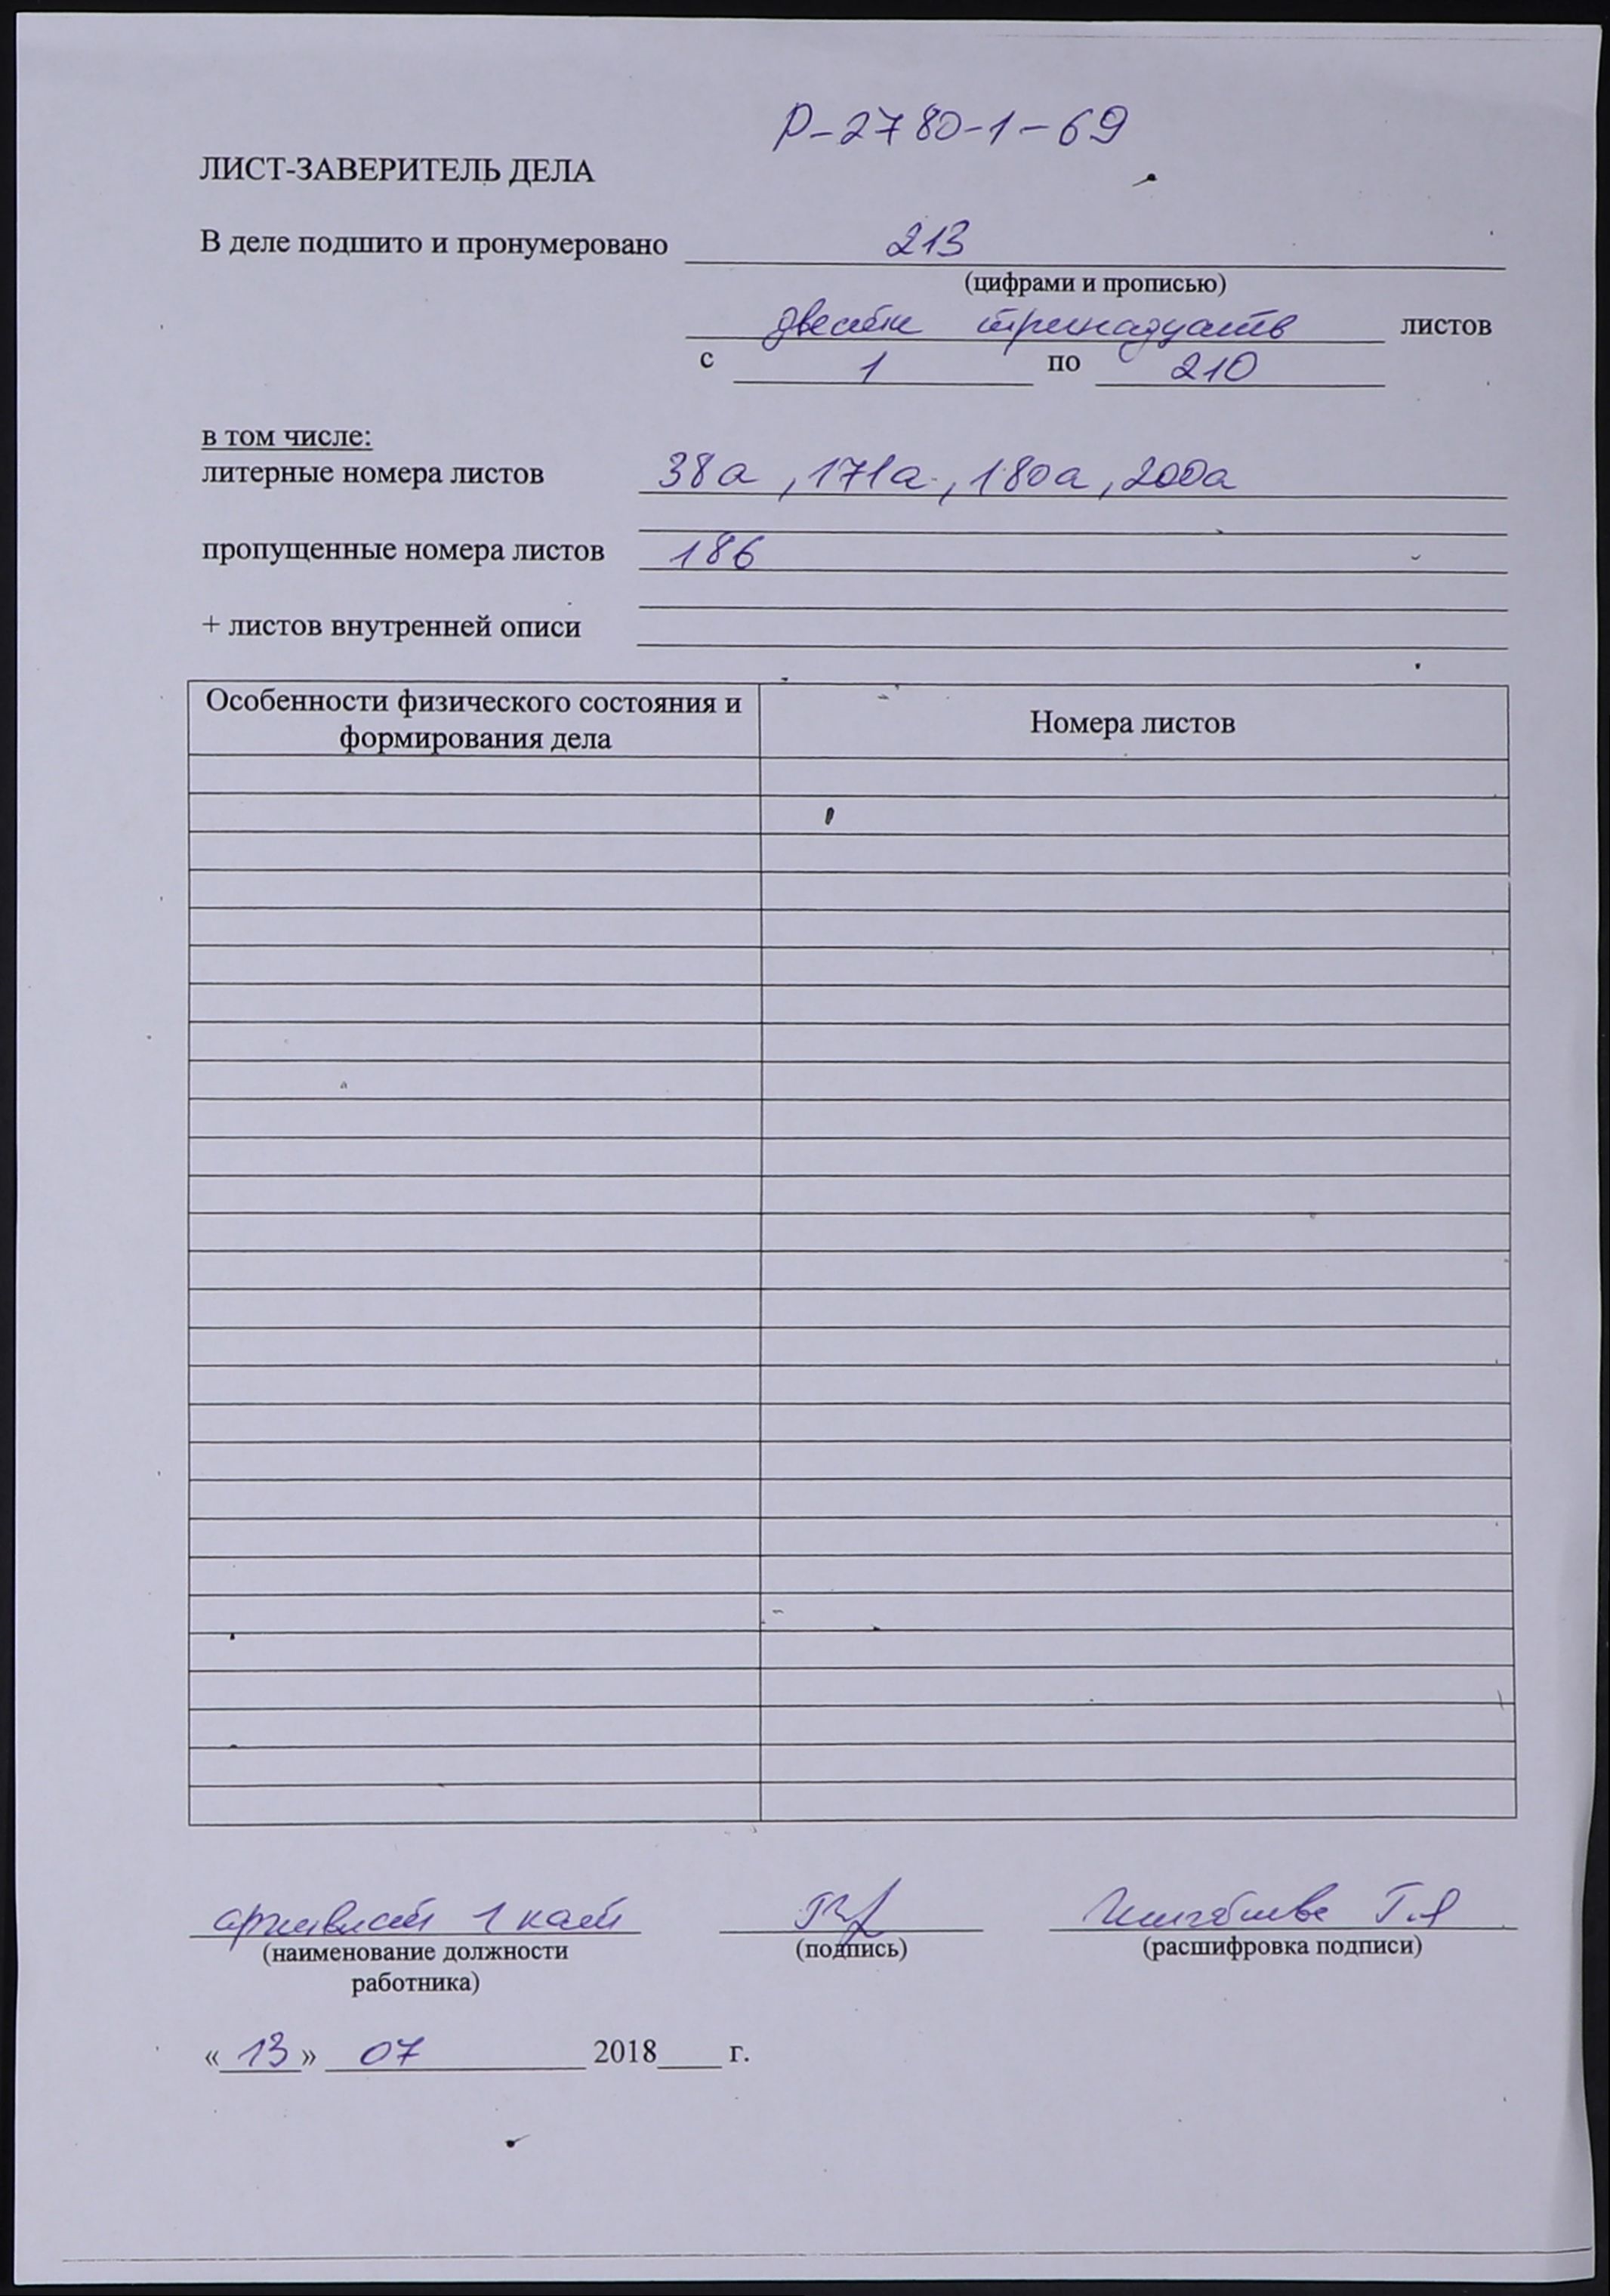 Р-2780-1-69
ЛИСТ-ЗАВЕРИТЕЛЬ ДЕЛА
В деле подшито и пронумеровано 213
(цифрами и прописью)
двести тринадцать листов
с 1 по 210
в том числе:
литерные номера листов 38а, 171а, 180а, 200а
пропущенные номера листов 186
+ листов внутренней описи
Особенности физического состояния и формирования дела Номера листов
архивист 1 кат Г.Я
(наименование должности работника) (подпись) (расшифровка подписи)
«13» 07 2018 г.